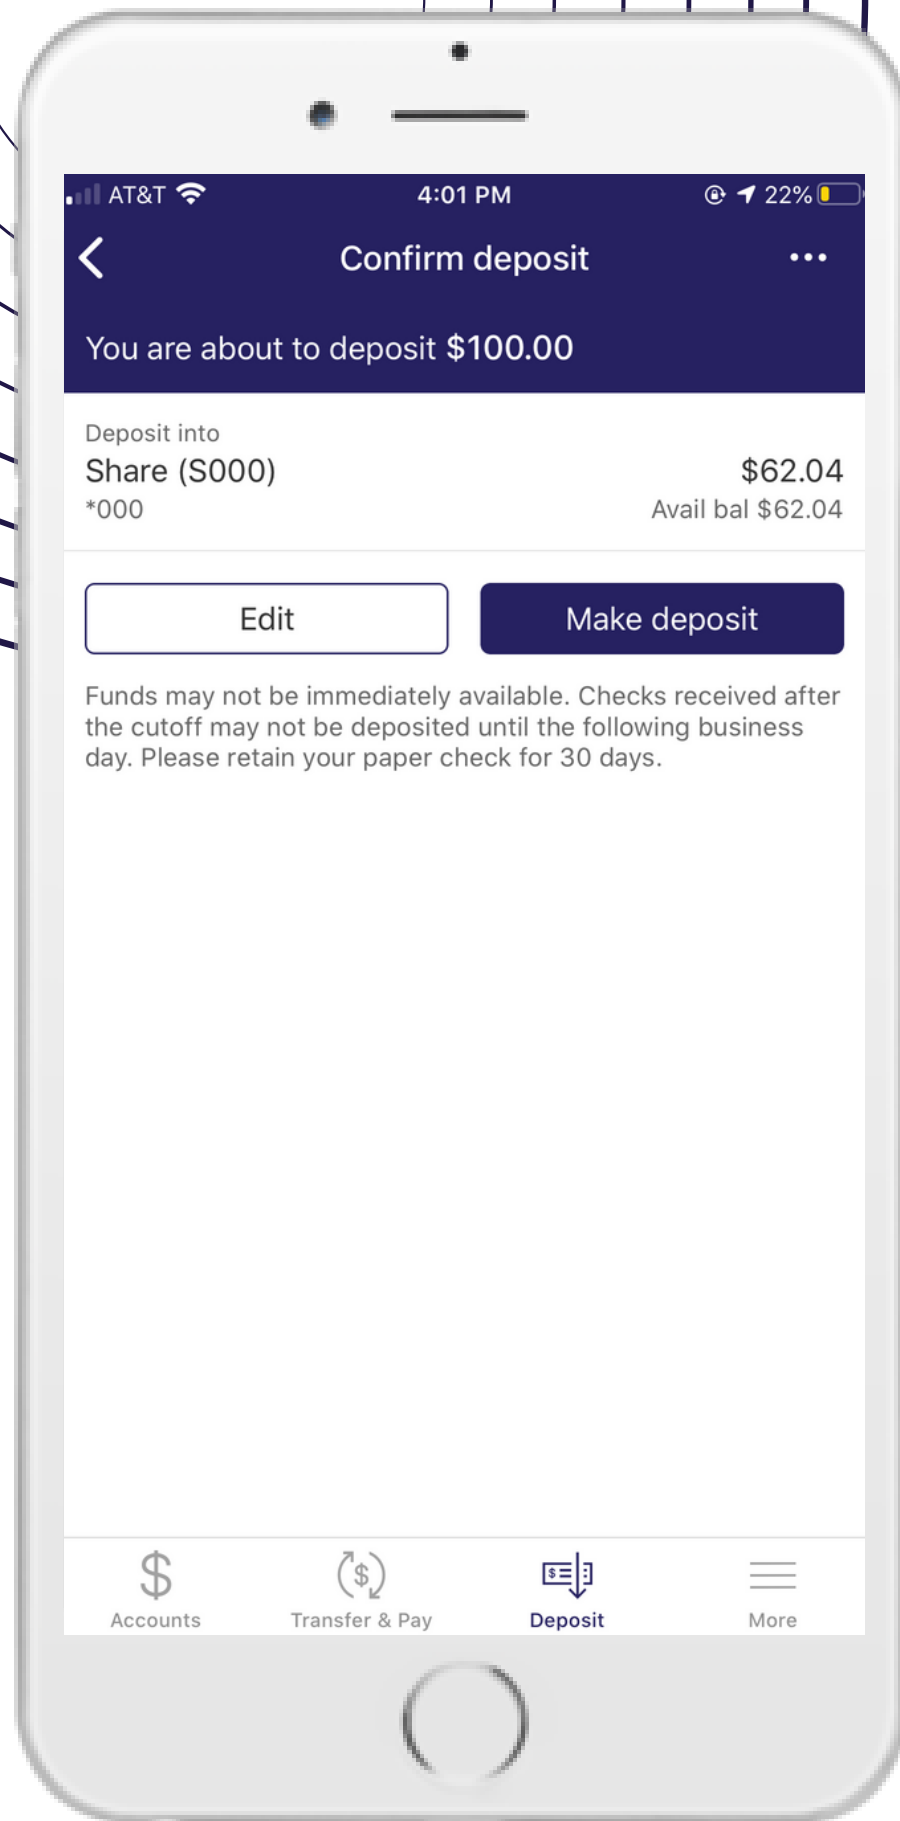 AT&T 4:01 PM 22%
Confirm deposit
You are about to deposit $100.00
Deposit into
Share (S000) $62.04
*000 Avail bal $62.04
Edit Make deposit
Funds may not be immediately available. Checks received after
the cutoff may not be deposited until the following business
day. Please retain your paper check for 30 days.
Accounts Transfer & Pay Deposit More